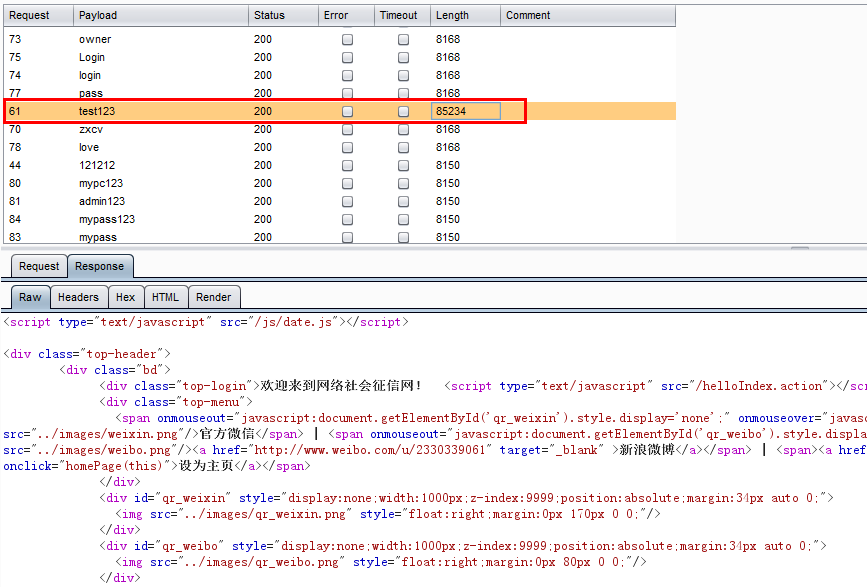 Request Payload Status Error Timeout Length Comment
73 owner 200 8168
75 Login 200 8168
74 login 200 8168
77 pass 200 8168
61 test123 200 85234
70 zxcv 200 8168
78 love 200 8168
44 121212 200 8150
80 mypc123 200 8150
81 admin123 200 8150
84 mypass123 200 8150
83 mypass 200 8150
Request Response
Raw Headers Hex HTML Render
<script type="text/javascript" src="/js/date.js"></script>
<div class="top-header">
<div class="bd">
<div class="top-login">欢迎来到网络社会征信网! <script type="text/javascript" src="/helloIndex.action"></scr
<div class="top-menu">
<span onmouseout="javascript:document.getElementById('qr_weixin').style.display='none';" onmouseover="javasc
src="../images/weixin.png"/>官方微信</span> | <span onmouseout="javascript:document.getElementById('qr_weibo').style.displa
src="../images/weibo.png"/><a href="http://www.weibo.com/u/2330339061" target="_blank" >新浪微博</a></span> | <span><a href
onclick="homePage(this)">设为主页</a></span>
</div>
<div id="qr_weixin" style="display:none;width:1000px;z-index:9999;position:absolute;margin:34px auto 0;">
<img src="../images/qr_weixin.png" style="float:right;margin:0px 170px 0 0;"/>
</div>
<div id="qr_weibo" style="display:none;width:1000px;z-index:9999;position:absolute;margin:34px auto 0;">
<img src="../images/qr_weibo.png" style="float:right;margin:0px 80px 0 0;"/>
</div>